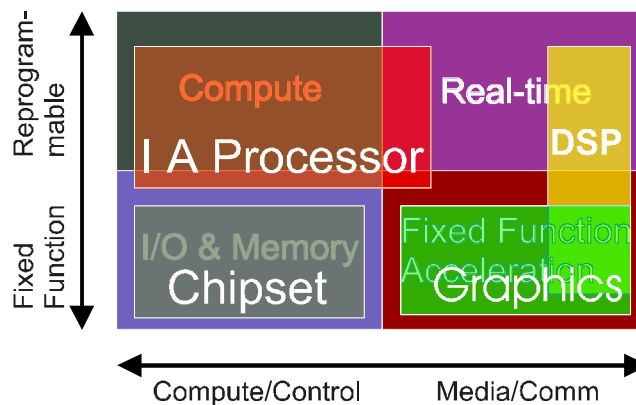 Reprogram-
mable
Compute
Real-time
I A Processor
DSP
Fixed
Function
I/O & Memory
Chipset
Fixed Function
Acceleration
Graphics
Compute/Control
Media/Comm